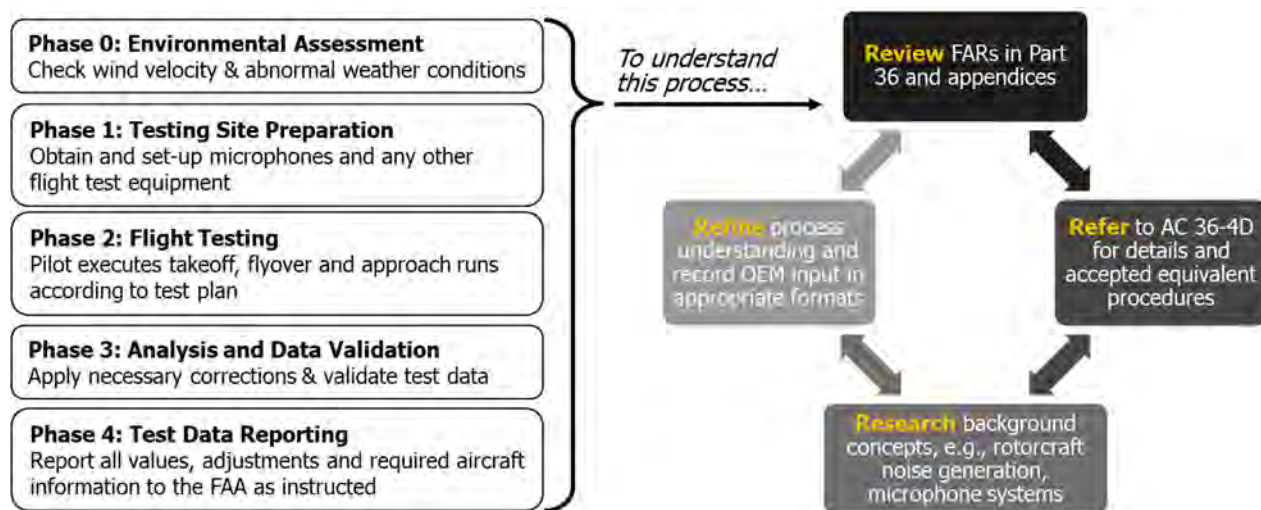 Phase 0: Environmental Assessment
Check wind velocity & abnormal weather conditions
Phase 1: Testing Site Preparation
Obtain and set-up microphones and any other
flight test equipment
Phase 2: Flight Testing
Pilot executes takeoff, flyover and approach runs
according to test plan
Phase 3: Analysis and Data Validation
Apply necessary corrections & validate test data
Phase 4: Test Data Reporting
Report all values, adjustments and required aircraft
information to the FAA as instructed
To understand
this process...
Review FARs in Part
36 and appendices
Refine process
understanding and
record OEM input in
appropriate formats
Refer to AC 36-4D
for details and
accepted equivalent
procedures
Research background
concepts, e.g., rotorcraft
noise generation,
microphone systems